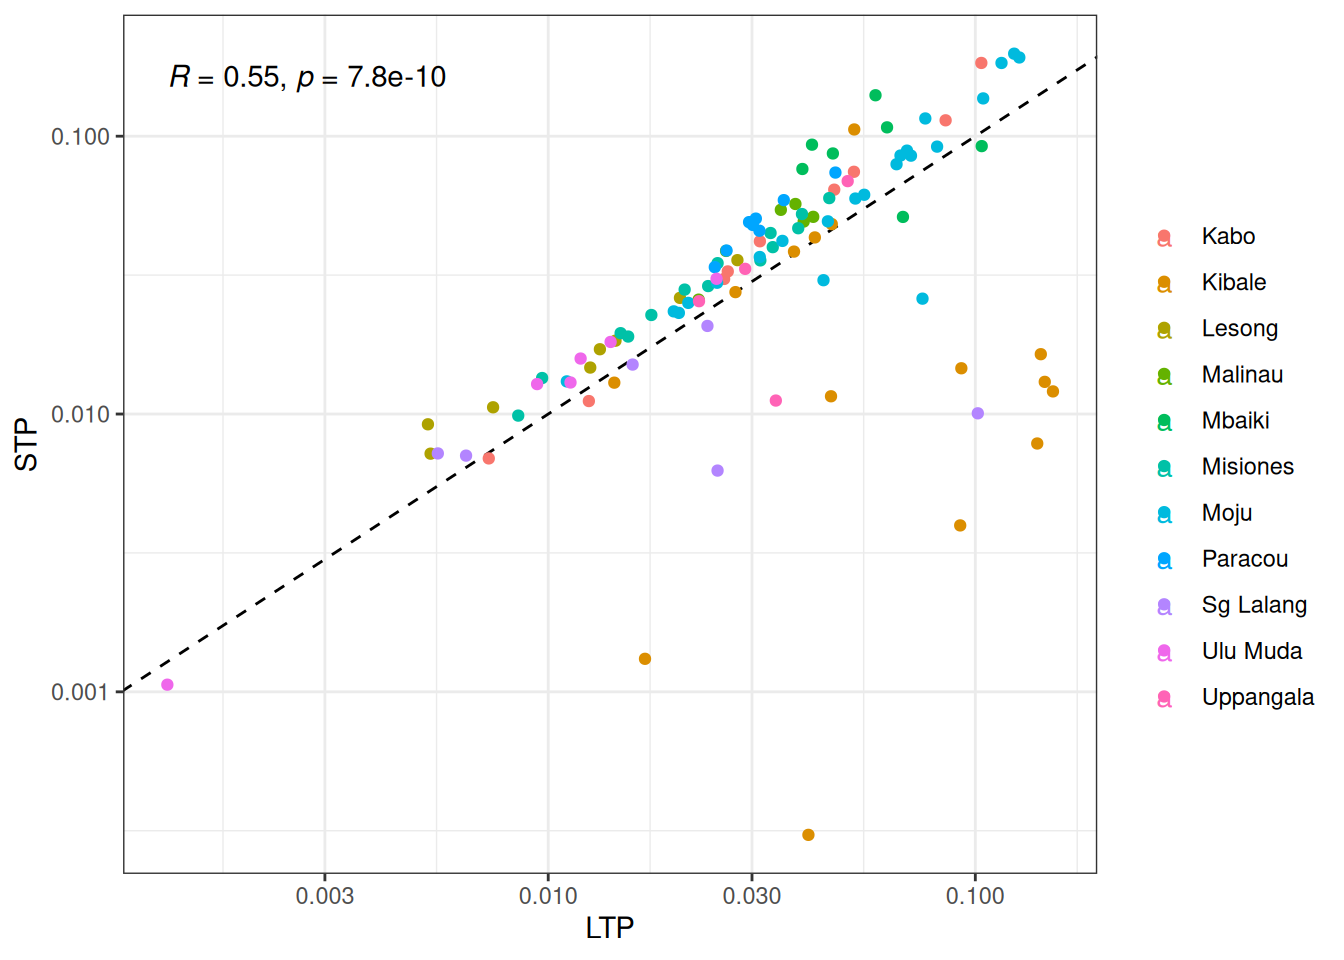 R = 0.55, p = 7.8e-10
0.100
0.010
0.001
STP
0.003
0.010
0.030
0.100
LTP
a Kabo
a Kibale
a Lesong
a Malinau
a Mbaiki
a Misiones
a Moju
a Paracou
a Sg Lalang
a Ulu Muda
a Uppangala